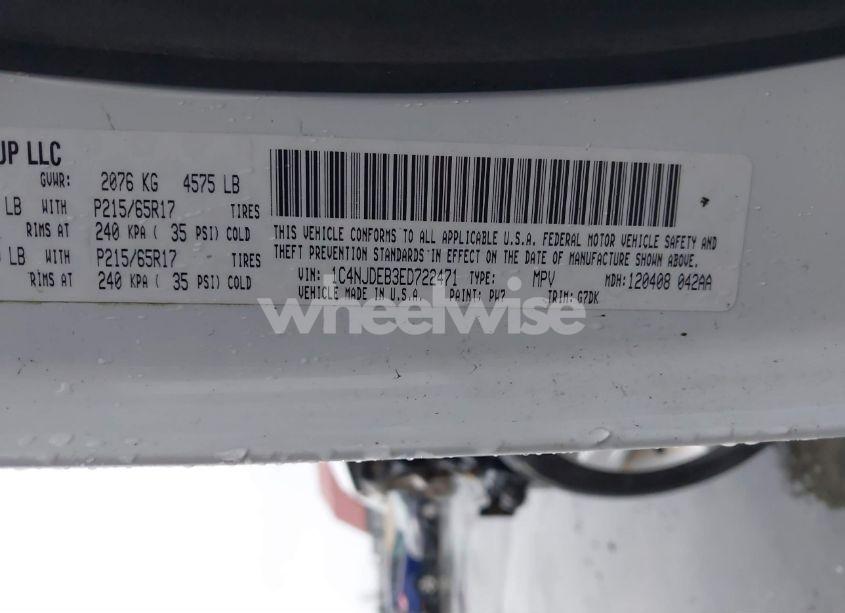 UP LLC
GVWR: 2076 KG 4575 LB
LB WITH P215/65R17 TIRES
RIMS AT 240 KPA ( 35 PSI) COLD
LB WITH P215/65R17 TIRES
RIMS AT 240 KPA ( 35 PSI) COLD
THIS VEHICLE CONFORMS TO ALL APPLICABLE U.S.A. FEDERAL MOTOR VEHICLE SAFETY AND
THEFT PREVENTION STANDARDS IN EFFECT ON THE DATE OF MANUFACTURE SHOWN ABOVE.
VIN: 1C4NJDEB3ED722471 TYPE: MPV MDH:120408 042AA
VEHICLE MADE IN U.S.A. PAINT: PW7 TRIM: G7DK
wheelwise